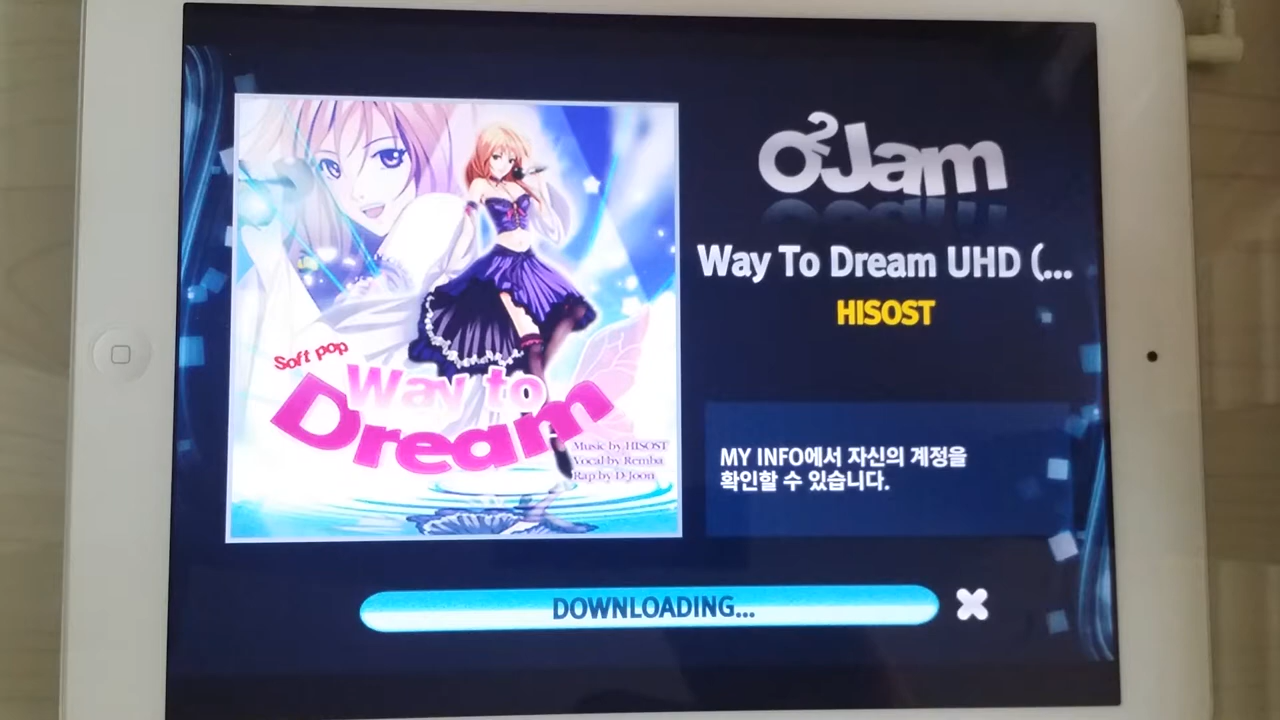 O2Jam
Way To Dream UHD (...
HISOST
Soft pop
Way to
Dream
Music by HISOST
Vocal by Remba
Rap by D-Joon
MY INFO에서 자신의 계정을
확인할 수 있습니다.
DOWNLOADING...